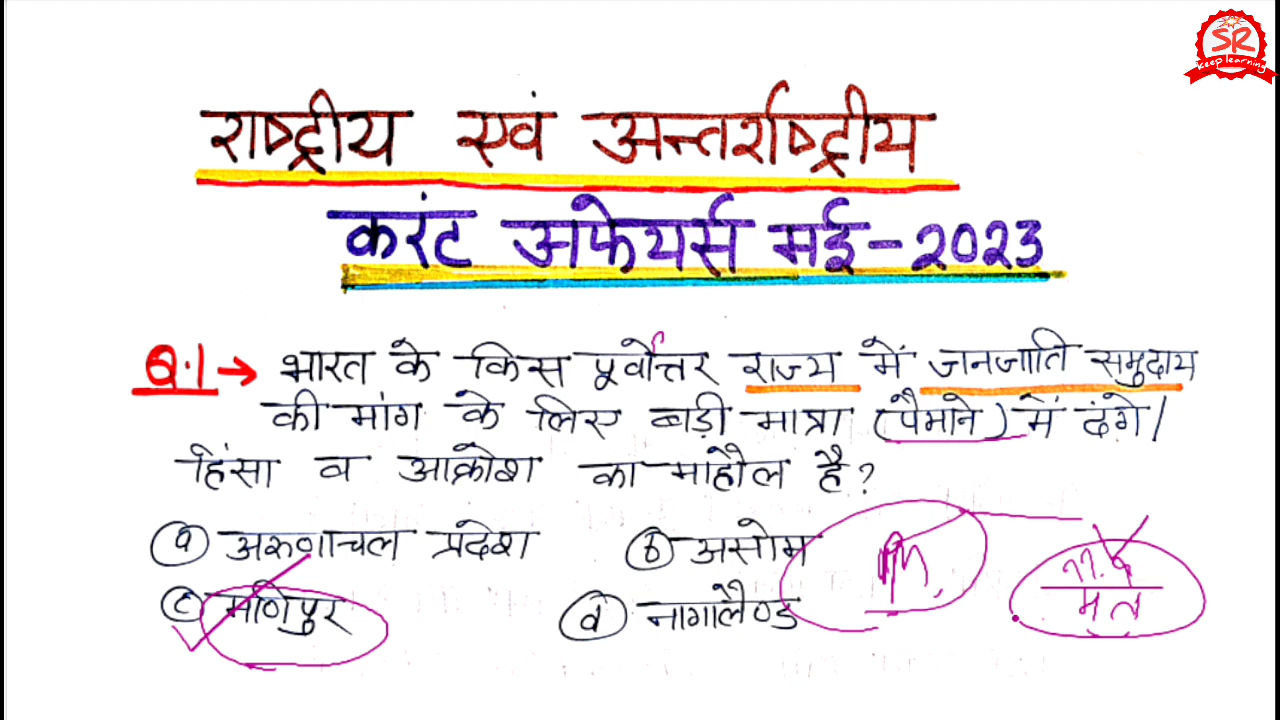 SR
keep learning
राष्ट्रीय एवं अन्तर्राष्ट्रीय
करंट अफेयर्स मई-2023
Q.1 → भारत के किस पूर्वोत्तर राज्य में जनजाति समुदाय
की मांग के लिए बड़ी मात्रा (पैमाने) में दंगे/
हिंसा व आक्रोश का माहौल है?
(a) अरुणाचल प्रदेश (b) असोम
(c) मणिपुर (d) नागालैण्ड